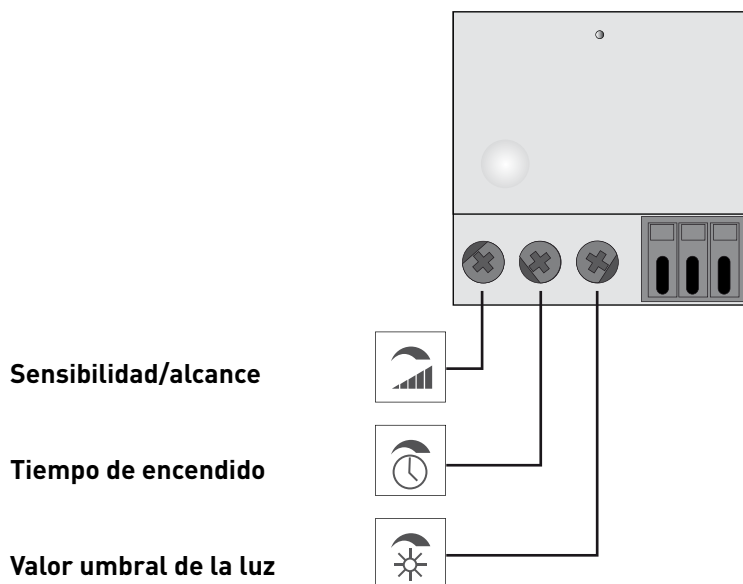 Sensibilidad/alcance
Tiempo de encendido
Valor umbral de la luz